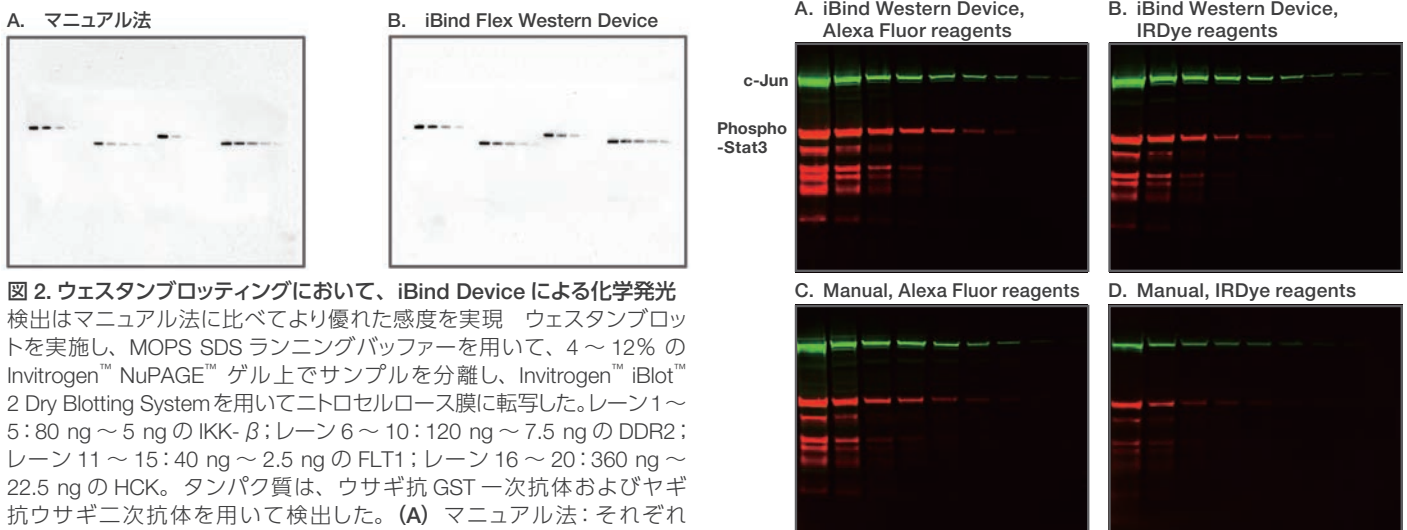 A. マニュアル法
B. iBind Flex Western Device
図 2. ウェスタンブロッティングにおいて、iBind Device による化学発光
検出はマニュアル法に比べてより優れた感度を実現 ウェスタンブロッ
トを実施し、MOPS SDS ランニングバッファーを用いて、4 ～ 12% の
Invitrogen™ NuPAGE™ ゲル上でサンプルを分離し、Invitrogen™ iBlot™
2 Dry Blotting Systemを用いてニトロセルロース膜に転写した。レーン1～
5：80 ng ～ 5 ng の IKK- β；レーン 6 ～ 10：120 ng ～ 7.5 ng の DDR2；
レーン 11 ～ 15：40 ng ～ 2.5 ng の FLT1；レーン 16 ～ 20：360 ng ～
22.5 ng の HCK。タンパク質は、ウサギ抗 GST 一次抗体およびヤギ
抗ウサギ二次抗体を用いて検出した。(A) マニュアル法：それぞれ
A. iBind Western Device,
Alexa Fluor reagents
B. iBind Western Device,
IRDye reagents
c-Jun
Phospho
-Stat3
C. Manual, Alexa Fluor reagents
D. Manual, IRDye reagents